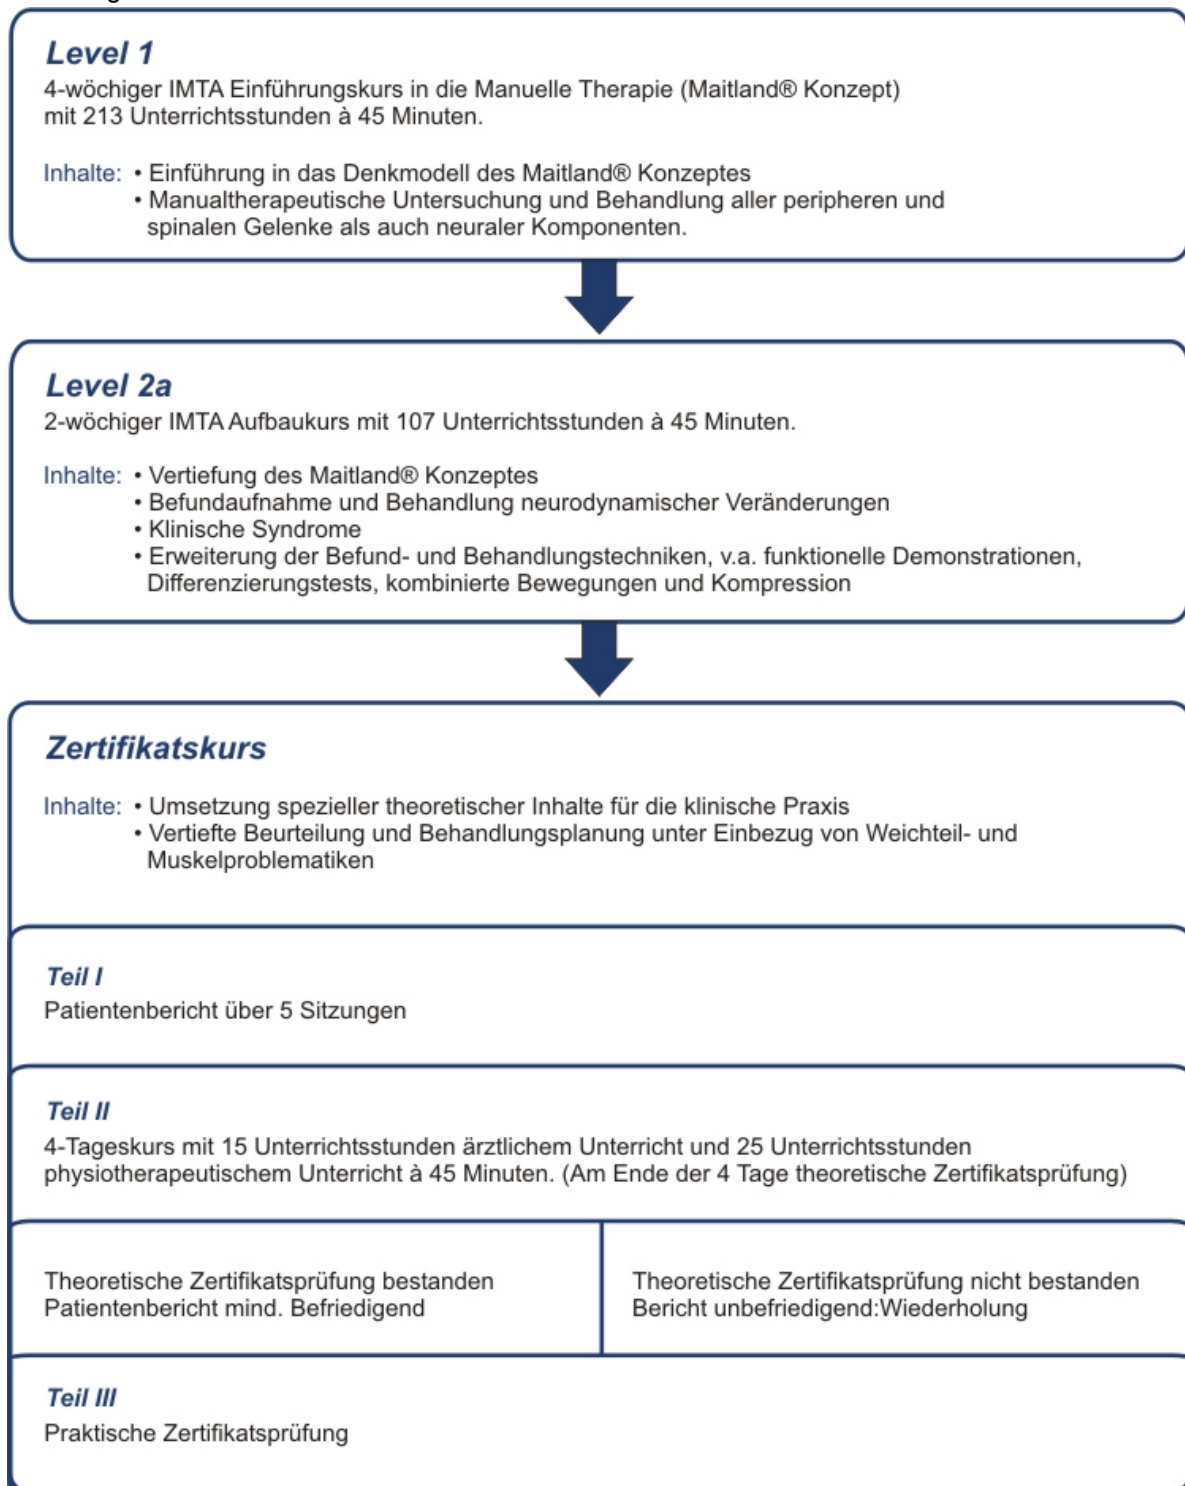 Level 1
4-wöchiger IMTA Einführungskurs in die Manuelle Therapie (Maitland® Konzept)
mit 213 Unterrichtsstunden à 45 Minuten.
Inhalte: • Einführung in das Denkmodell des Maitland® Konzeptes
• Manualtherapeutische Untersuchung und Behandlung aller peripheren und
spinalen Gelenke als auch neuraler Komponenten.
Level 2a
2-wöchiger IMTA Aufbaukurs mit 107 Unterrichtsstunden à 45 Minuten.
Inhalte: • Vertiefung des Maitland® Konzeptes
• Befundaufnahme und Behandlung neurodynamischer Veränderungen
• Klinische Syndrome
• Erweiterung der Befund- und Behandlungstechniken, v.a. funktionelle Demonstrationen,
Differenzierungstests, kombinierte Bewegungen und Kompression
Zertifikatskurs
Inhalte: • Umsetzung spezieller theoretischer Inhalte für die klinische Praxis
• Vertiefte Beurteilung und Behandlungsplanung unter Einbezug von Weichteil- und
Muskelproblematiken
Teil I
Patientenbericht über 5 Sitzungen
Teil II
4-Tageskurs mit 15 Unterrichtsstunden ärztlichem Unterricht und 25 Unterrichtsstunden
physiotherapeutischem Unterricht à 45 Minuten. (Am Ende der 4 Tage theoretische Zertifikatsprüfung)
Theoretische Zertifikatsprüfung bestanden
Patientenbericht mind. Befriedigend
Theoretische Zertifikatsprüfung nicht bestanden
Bericht unbefriedigend:Wiederholung
Teil III
Praktische Zertifikatsprüfung